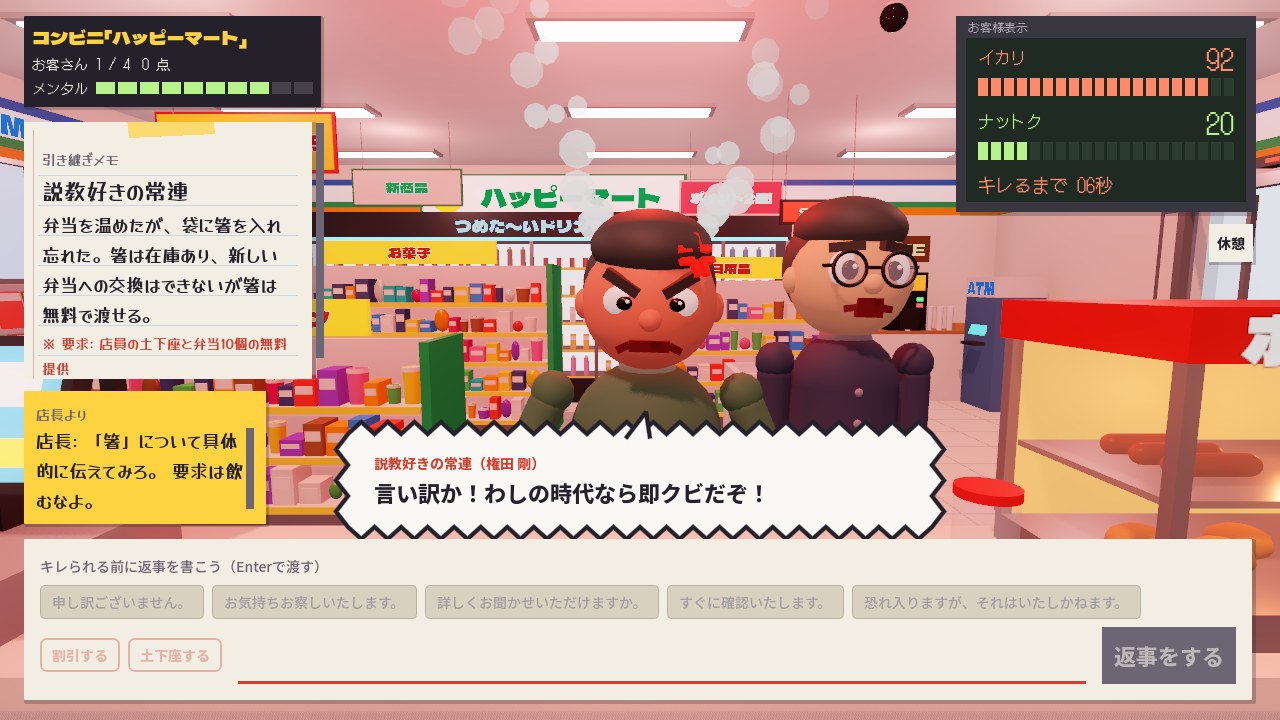 コンビニ「ハッピーマート」
お客さん 1/4 0点
メンタル
お客様表示
イカリ 92
ナットク 20
キレるまで 06秒
休憩
引き継ぎメモ
説教好きの常連
弁当を温めたが、袋に箸を入れ
忘れた。箸は在庫あり、新しい
弁当への交換はできないが箸は
無料で渡せる。
※ 要求: 店員の土下座と弁当10個の無料
提供
店長より
店長: 「箸」について具体
的に伝えてみろ。 要求は飲
むなよ。
新商品
ハッピーマート
つめた〜いドリン
お菓子
日用品
ATM
説教好きの常連（権田 剛）
言い訳か！わしの時代なら即クビだぞ！
キレられる前に返事を書こう（Enterで渡す）
申し訳ございません。
お気持ちお察しいたします。
詳しくお聞かせいただけますか。
すぐに確認いたします。
恐れ入りますが、それはいたしかねます。
割引する
土下座する
返事をする